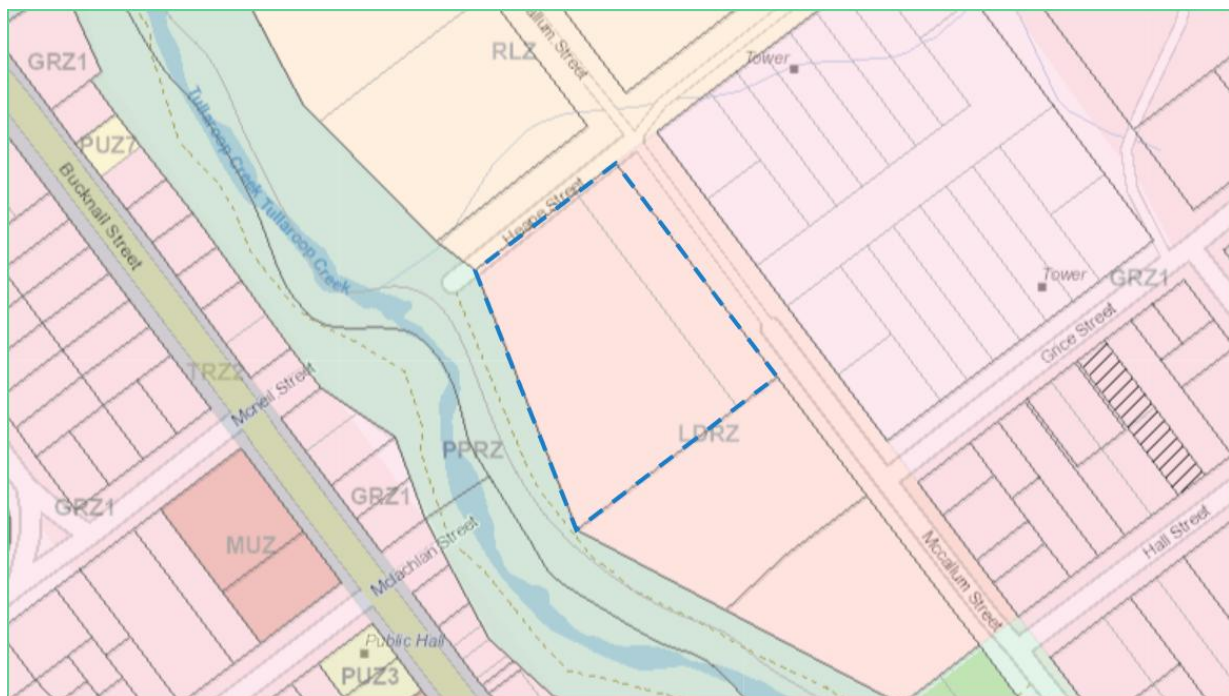 allum Street
RLZ
GRZ1
Tower
PUZ7
Tullaroop Creek Tullaroop Creek
Bucknall Street
Heape Street
Tower
GRZ1
Grice Street
TRZ2
Mcneil Street
LDRZ
PPRZ
GRZ1
GRZ1
MUZ
Mclachlan Street
Hall Street
Mccallum Street
Public Hall
PUZ3